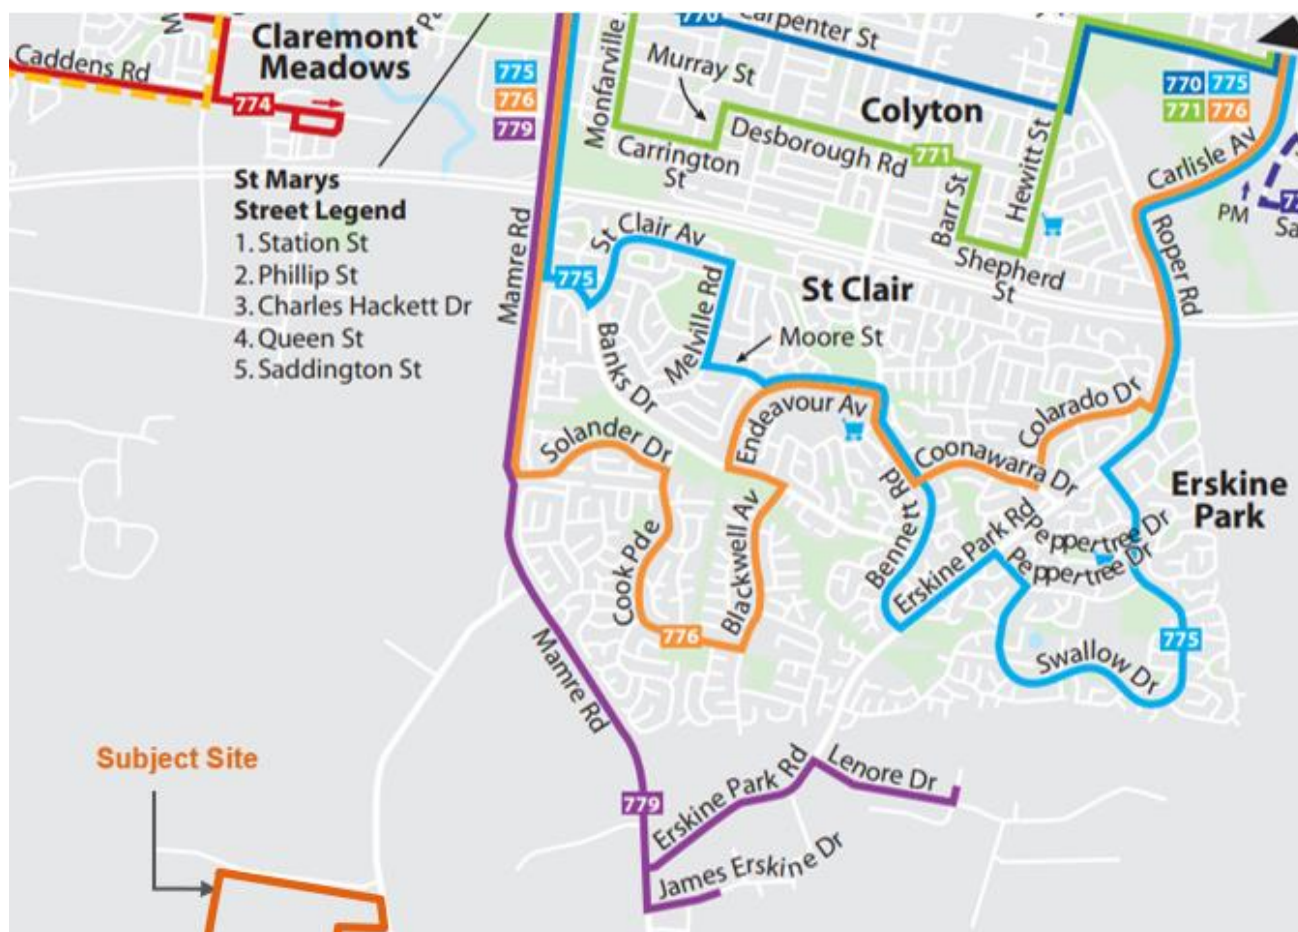 770
Carpenter St
Claremont
Meadows
Caddens Rd
774
775
776
779
Monfarville
Murray St
Colyton
770 775
771 776
Carrington
St
Desborough Rd
771
Barr St
Hewitt St
Shepherd
St
Carlisle Av
PM
Roper Rd
St Marys
Street Legend
1. Station St
2. Phillip St
3. Charles Hackett Dr
4. Queen St
5. Saddington St
Mamre Rd
775
St Clair Av
Melville Rd
St Clair
Moore St
Banks Dr
Solander Dr
Endeavour Av
Colarado Dr
Coonawarra Dr
Erskine
Park
Cook Pde
Blackwell Av
Bennett Rd
Erskine Park Rd
Peppertree Dr
Peppertree Dr
776
775
Swallow Dr
Mamre Rd
Subject Site
779
Erskine Park Rd
Lenore Dr
James Erskine Dr